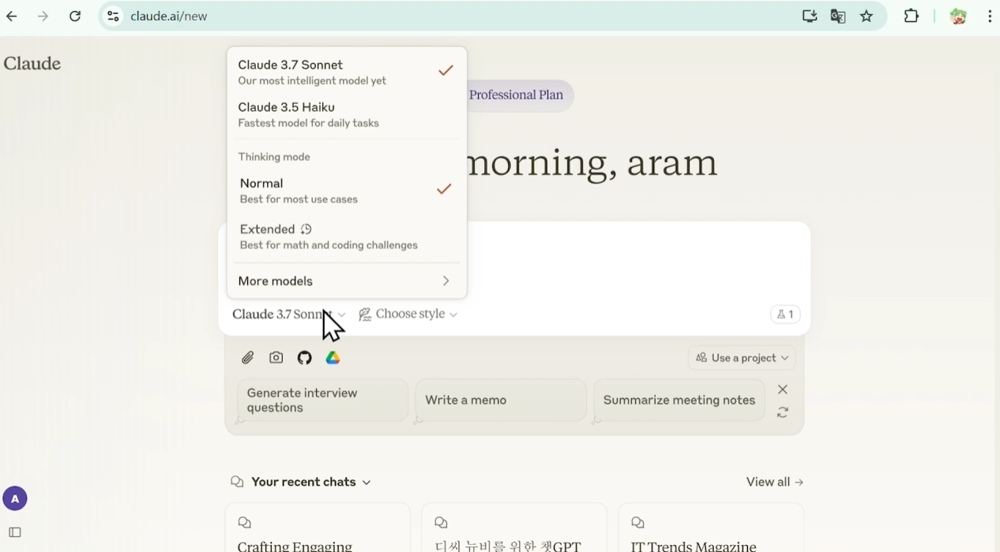 claude.ai/new
Claude
Claude 3.7 Sonnet
Our most intelligent model yet
Claude 3.5 Haiku
Fastest model for daily tasks
Thinking mode
Normal
Best for most use cases
Extended
Best for math and coding challenges
More models
Professional Plan
morning, aram
Claude 3.7 Sonnet
Choose style
1
Use a project
Generate interview
questions
Write a memo
Summarize meeting notes
Your recent chats
View all →
A
Crafting Engaging
디씨 뉴비를 위한 챗GPT
IT Trends Magazine